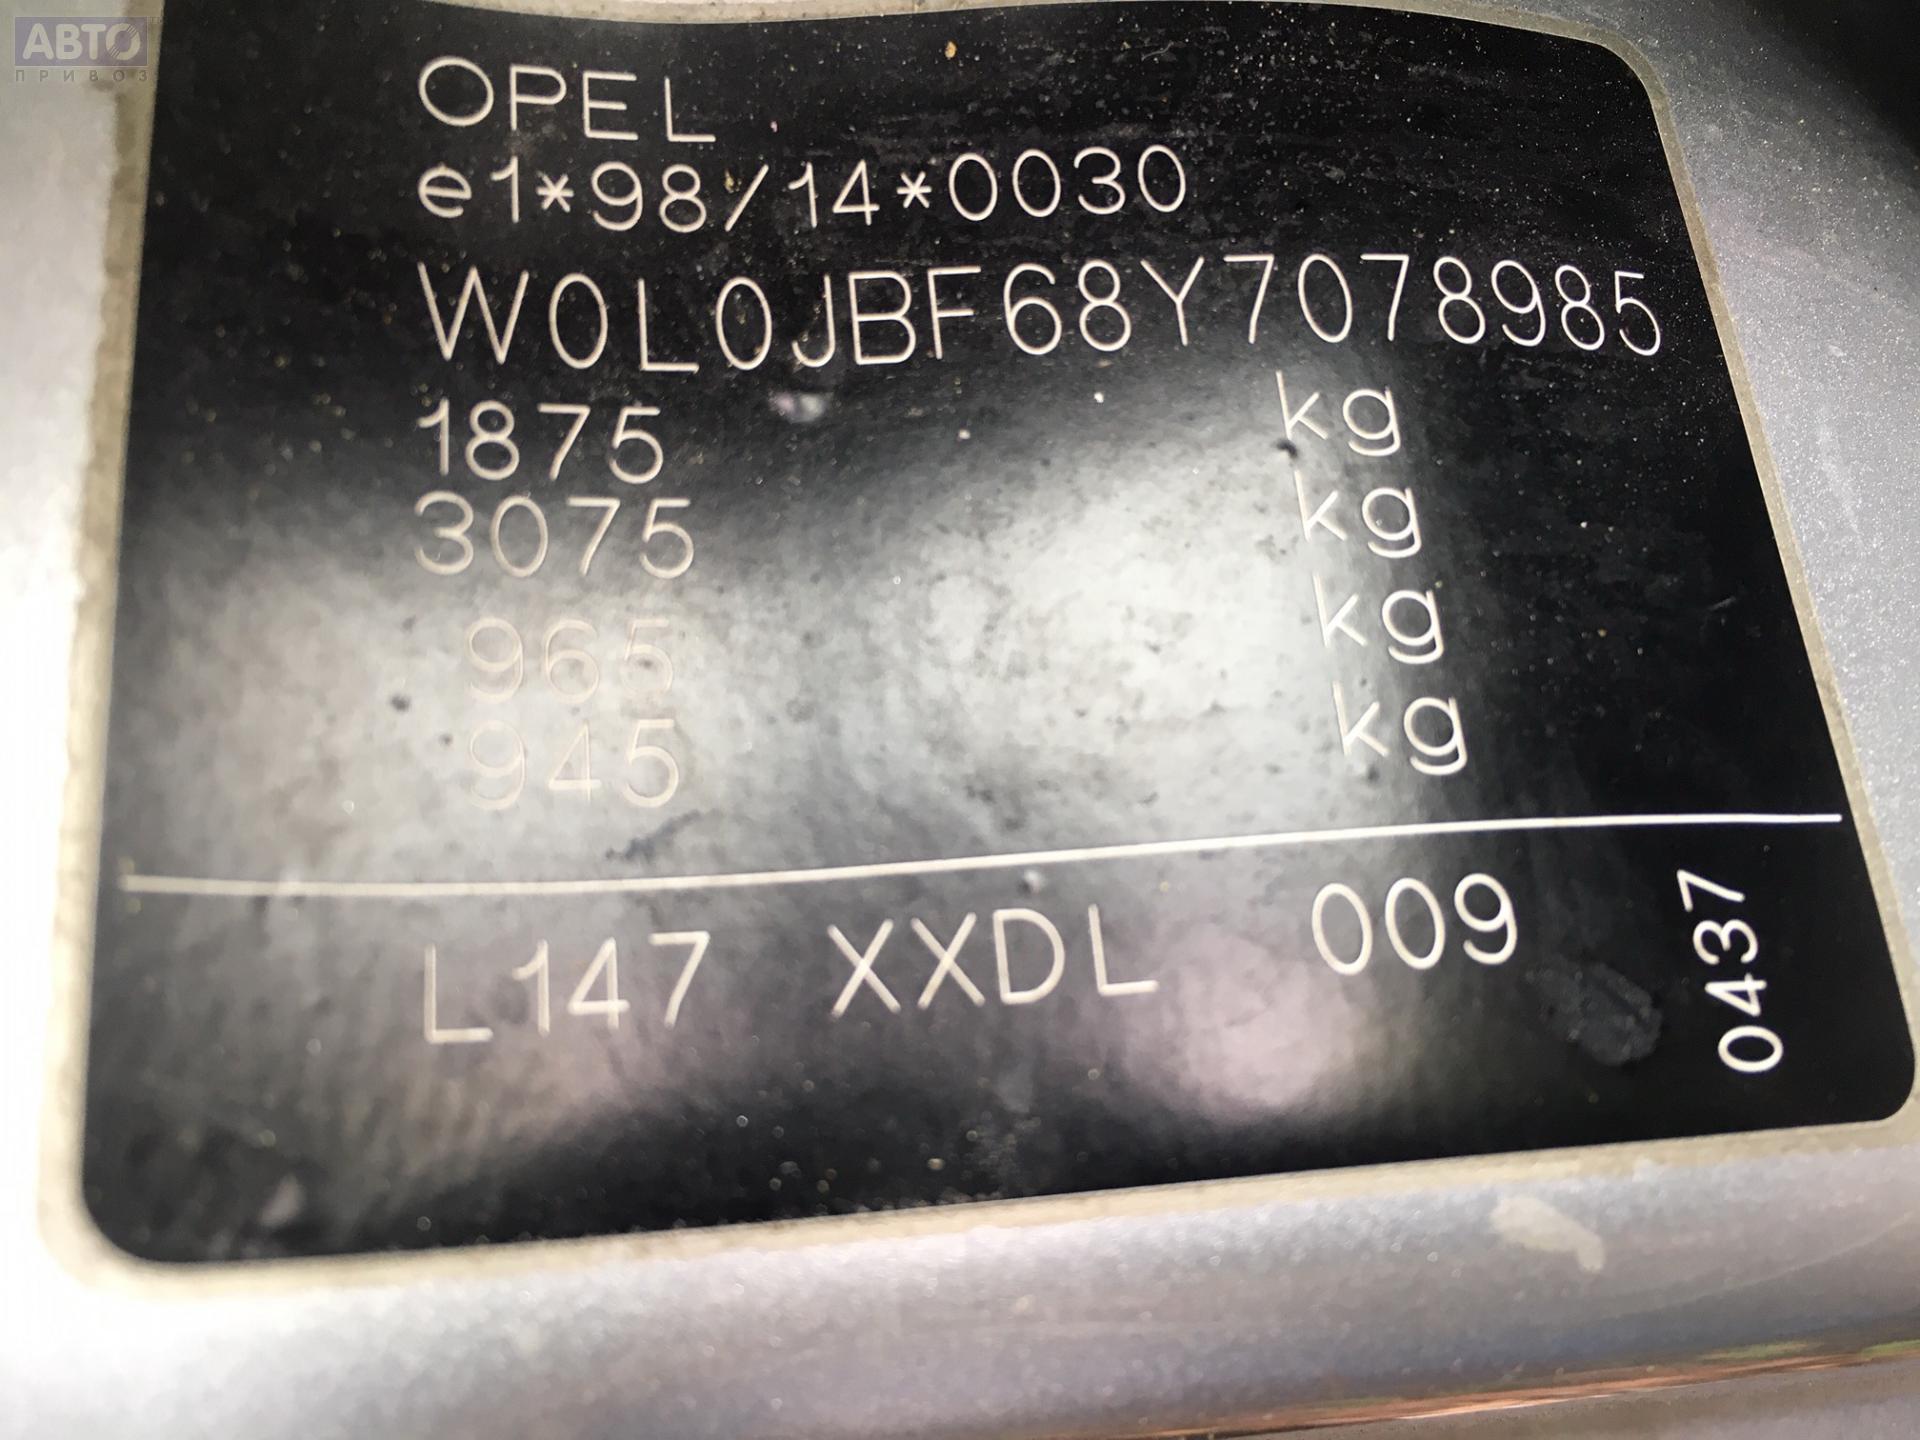 АВТО
ПРИВОЗ
OPEL
e1*98/14*0030
W0L0JBF68Y7078985
1875 kg
3075 kg
965 kg
945 kg
L147 XXDL 009
0437